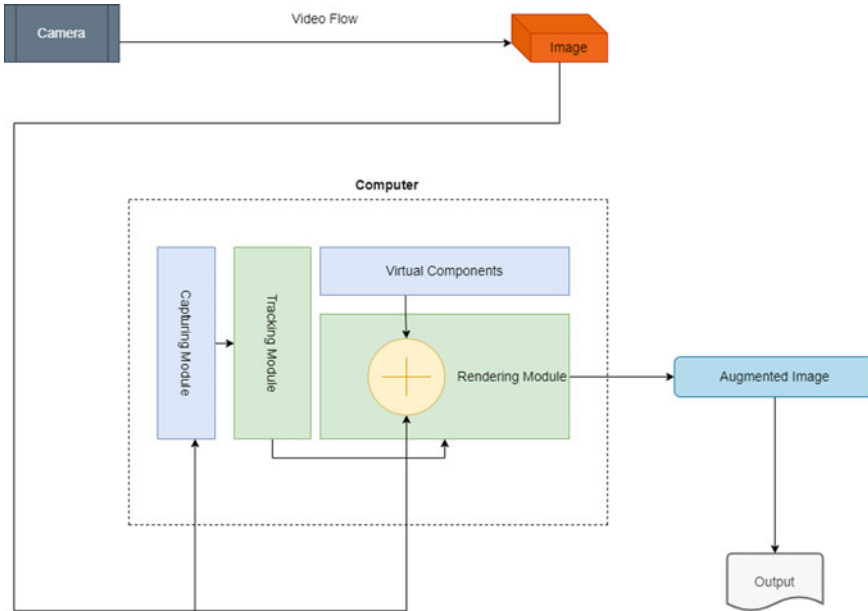 Camera
Video Flow
Image
Computer
Capturing Module
Tracking Module
Virtual Components
Rendering Module
Augmented Image
Output